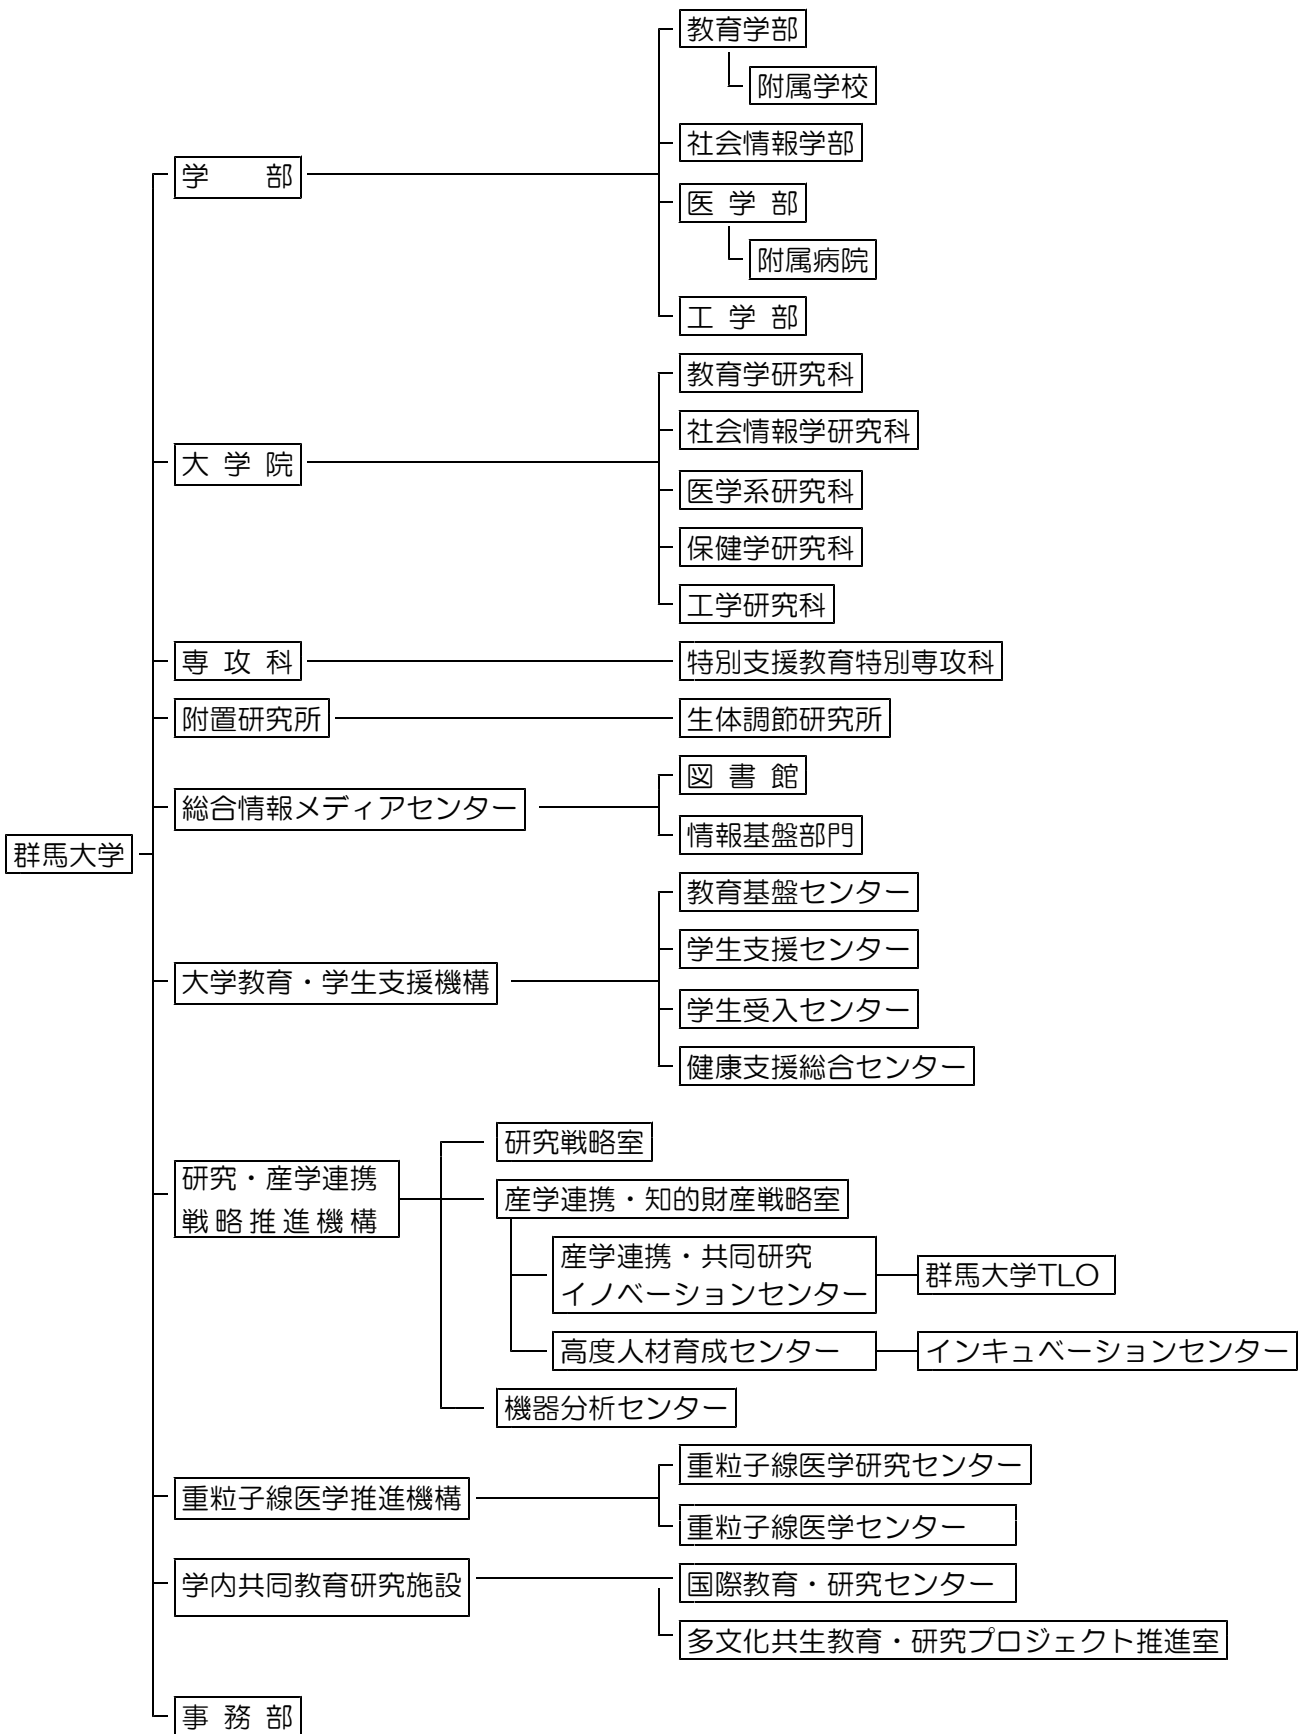 教育学部
附属学校
社会情報学部
学　　部
医 学 部
附属病院
工 学 部
教育学研究科
社会情報学研究科
大 学 院
医学系研究科
保健学研究科
工学研究科
専 攻 科
特別支援教育特別専攻科
附置研究所
生体調節研究所
図 書 館
総合情報メディアセンター
情報基盤部門
群馬大学
教育基盤センター
学生支援センター
大学教育・学生支援機構
学生受入センター
健康支援総合センター
研究戦略室
研究・産学連携
戦略推進機構
産学連携・知的財産戦略室
産学連携・共同研究
イノベーションセンター
群馬大学TLO
高度人材育成センター
インキュベーションセンター
機器分析センター
重粒子線医学研究センター
重粒子線医学推進機構
重粒子線医学センター
学内共同教育研究施設
国際教育・研究センター
多文化共生教育・研究プロジェクト推進室
事 務 部